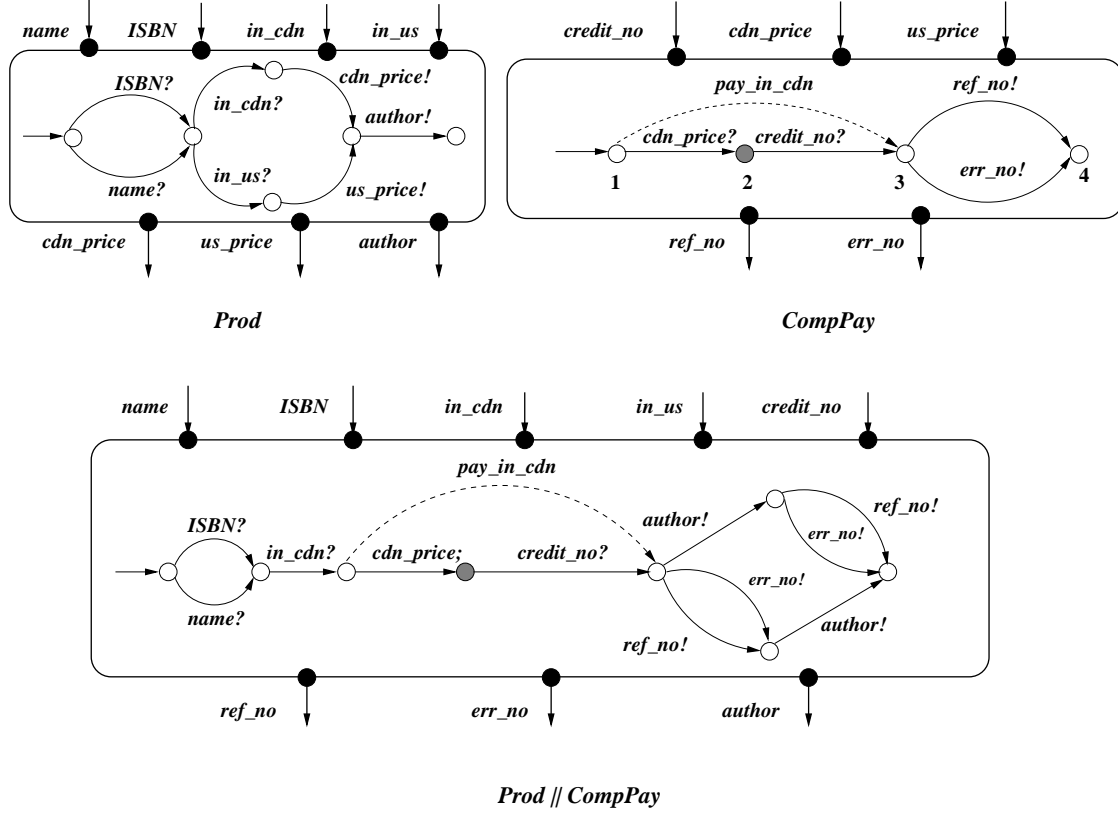 name ISBN in_cdn in_us
ISBN?
in_cdn?
cdn_price!
author!
name?
in_us?
us_price!
cdn_price us_price author
Prod
credit_no cdn_price us_price
pay_in_cdn
ref_no!
cdn_price? credit_no?
err_no!
1 2 3 4
ref_no err_no
CompPay
name ISBN in_cdn in_us credit_no
pay_in_cdn
ISBN?
in_cdn?
cdn_price;
credit_no?
name?
author!
ref_no!
err_no!
err_no!
ref_no!
author!
ref_no err_no author
Prod || CompPay